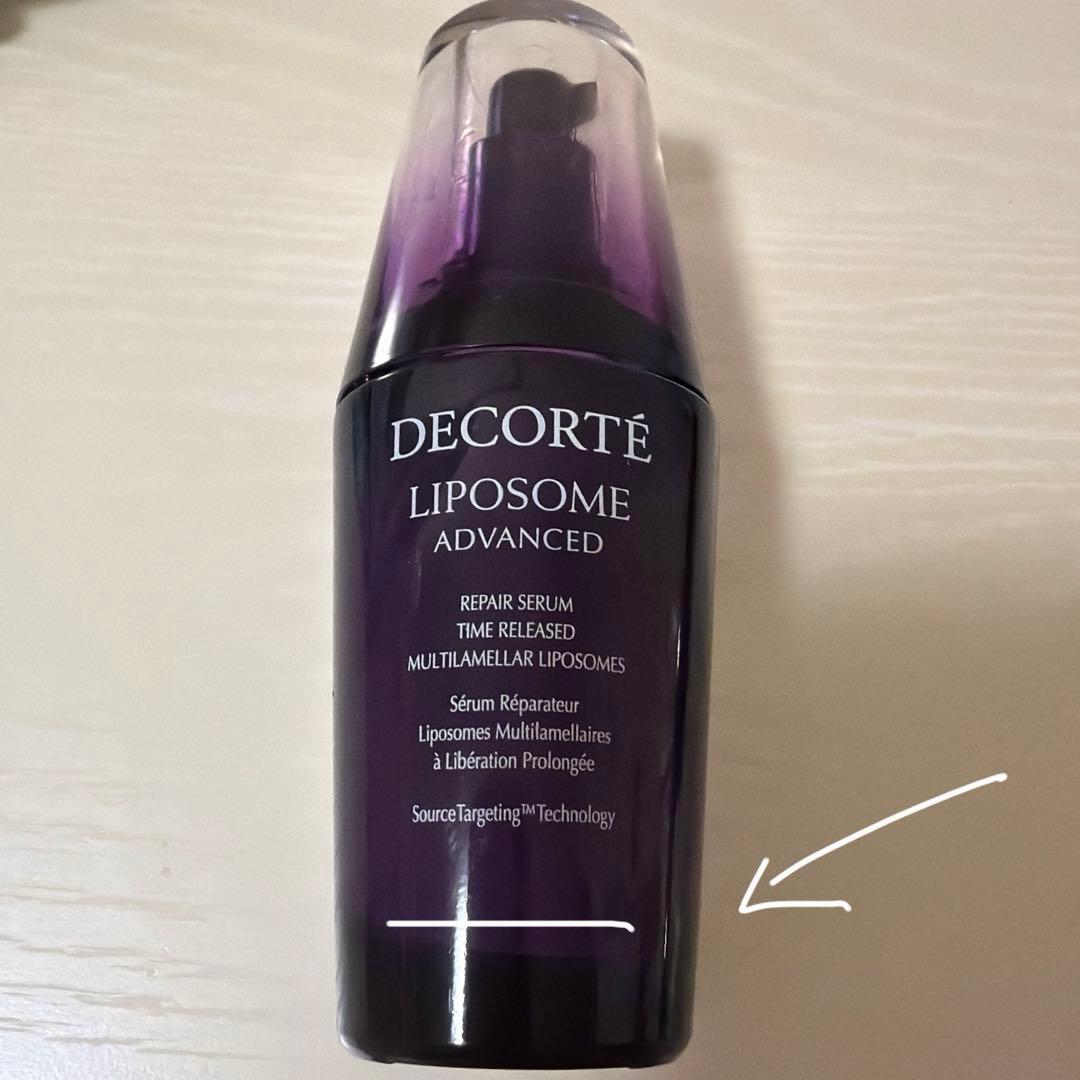 DECORTÉ
LIPOSOME
ADVANCED
REPAIR SERUM
TIME RELEASED
MULTILAMELLAR LIPOSOMES
Sérum Réparateur
Liposomes Multilamellaires
à Libération Prolongée
SourceTargeting™Technology